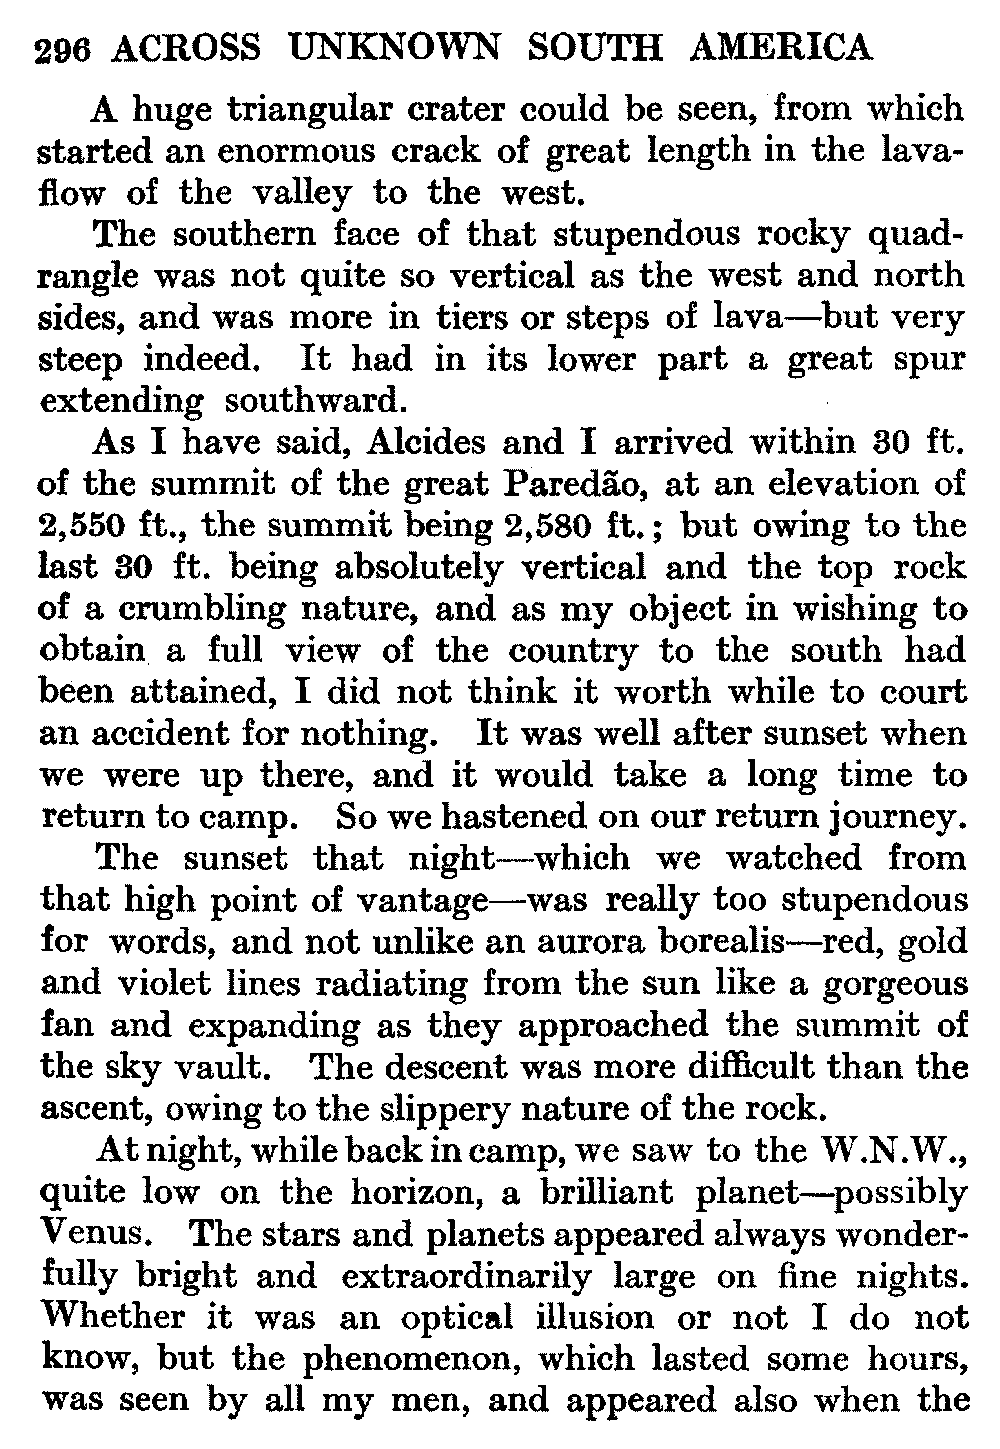 296 ACROSS UNKNOWN SOUTH AMERICA
A huge triangular crater could be seen, from which
started an enormous crack of great length in the lava-
flow of the valley to the west.
The southern face of that stupendous rocky quad-
rangle was not quite so vertical as the west and north
sides, and was more in tiers or steps of lava—but very
steep indeed. It had in its lower part a great spur
extending southward.
As I have said, Alcides and I arrived within 30 ft.
of the summit of the great Paredão, at an elevation of
2,550 ft., the summit being 2,580 ft.; but owing to the
last 30 ft. being absolutely vertical and the top rock
of a crumbling nature, and as my object in wishing to
obtain a full view of the country to the south had
been attained, I did not think it worth while to court
an accident for nothing. It was well after sunset when
we were up there, and it would take a long time to
return to camp. So we hastened on our return journey.
The sunset that night—which we watched from
that high point of vantage—was really too stupendous
for words, and not unlike an aurora borealis—red, gold
and violet lines radiating from the sun like a gorgeous
fan and expanding as they approached the summit of
the sky vault. The descent was more difficult than the
ascent, owing to the slippery nature of the rock.
At night, while back in camp, we saw to the W.N.W.,
quite low on the horizon, a brilliant planet—possibly
Venus. The stars and planets appeared always wonder-
fully bright and extraordinarily large on fine nights.
Whether it was an optical illusion or not I do not
know, but the phenomenon, which lasted some hours,
was seen by all my men, and appeared also when the